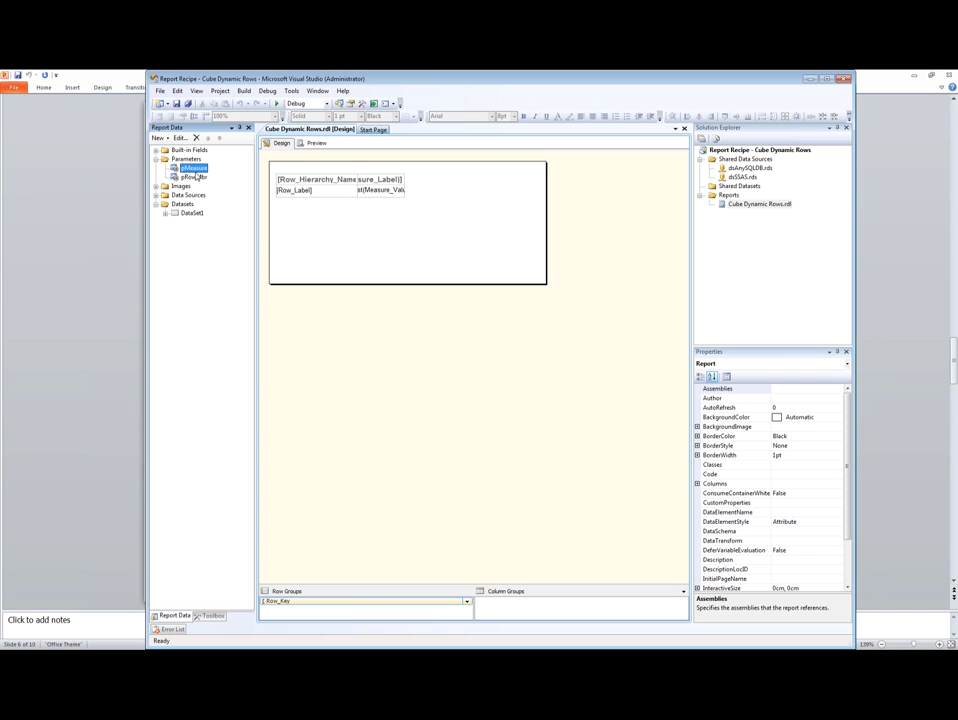 Report Recipe - Cube Dynamic Rows - Microsoft Visual Studio (Administrator)
File
Home
Insert
Design
File
Edit
View
Project
Build
Debug
Tools
Window
Help
Debug
100%
Solid
1 pt
Black
Arial
8pt
Report Data
New
Edit...
Built-in Fields
Parameters
pMeasure
Images
Data Sources
Datasets
DataSet1
Report Data
Toolbox
Error List
Ready
Cube Dynamic Rows.rdl [Design]
Start Page
Design
Preview
[Row_Hierarchy_Name
sure_Label)]
[Row_Label]
st(Measure_Valu
Row Groups
Column Groups
[ Row_Key
Solution Explorer
Report Recipe - Cube Dynamic Rows
Shared Data Sources
dsAnySQLDB.rds
dsSSAS.rds
Shared Datasets
Reports
Cube Dynamic Rows.rdl
Properties
Report
Assemblies
Author
AutoRefresh 0
BackgroundColor Automatic
BackgroundImage
BorderColor Black
BorderStyle None
BorderWidth 1pt
Classes
Code
Columns
ConsumeContainerWhite False
CustomProperties
DataElementName
DataElementStyle Attribute
DataSchema
DataTransform
DeferVariableEvaluation False
Description
DescriptionLocID
InitialPageName
InteractiveSize 0cm, 0cm
Assemblies
Specifies the assemblies that the report references.
Click to add notes
Slide 6 of 10
"Office Theme"
139%